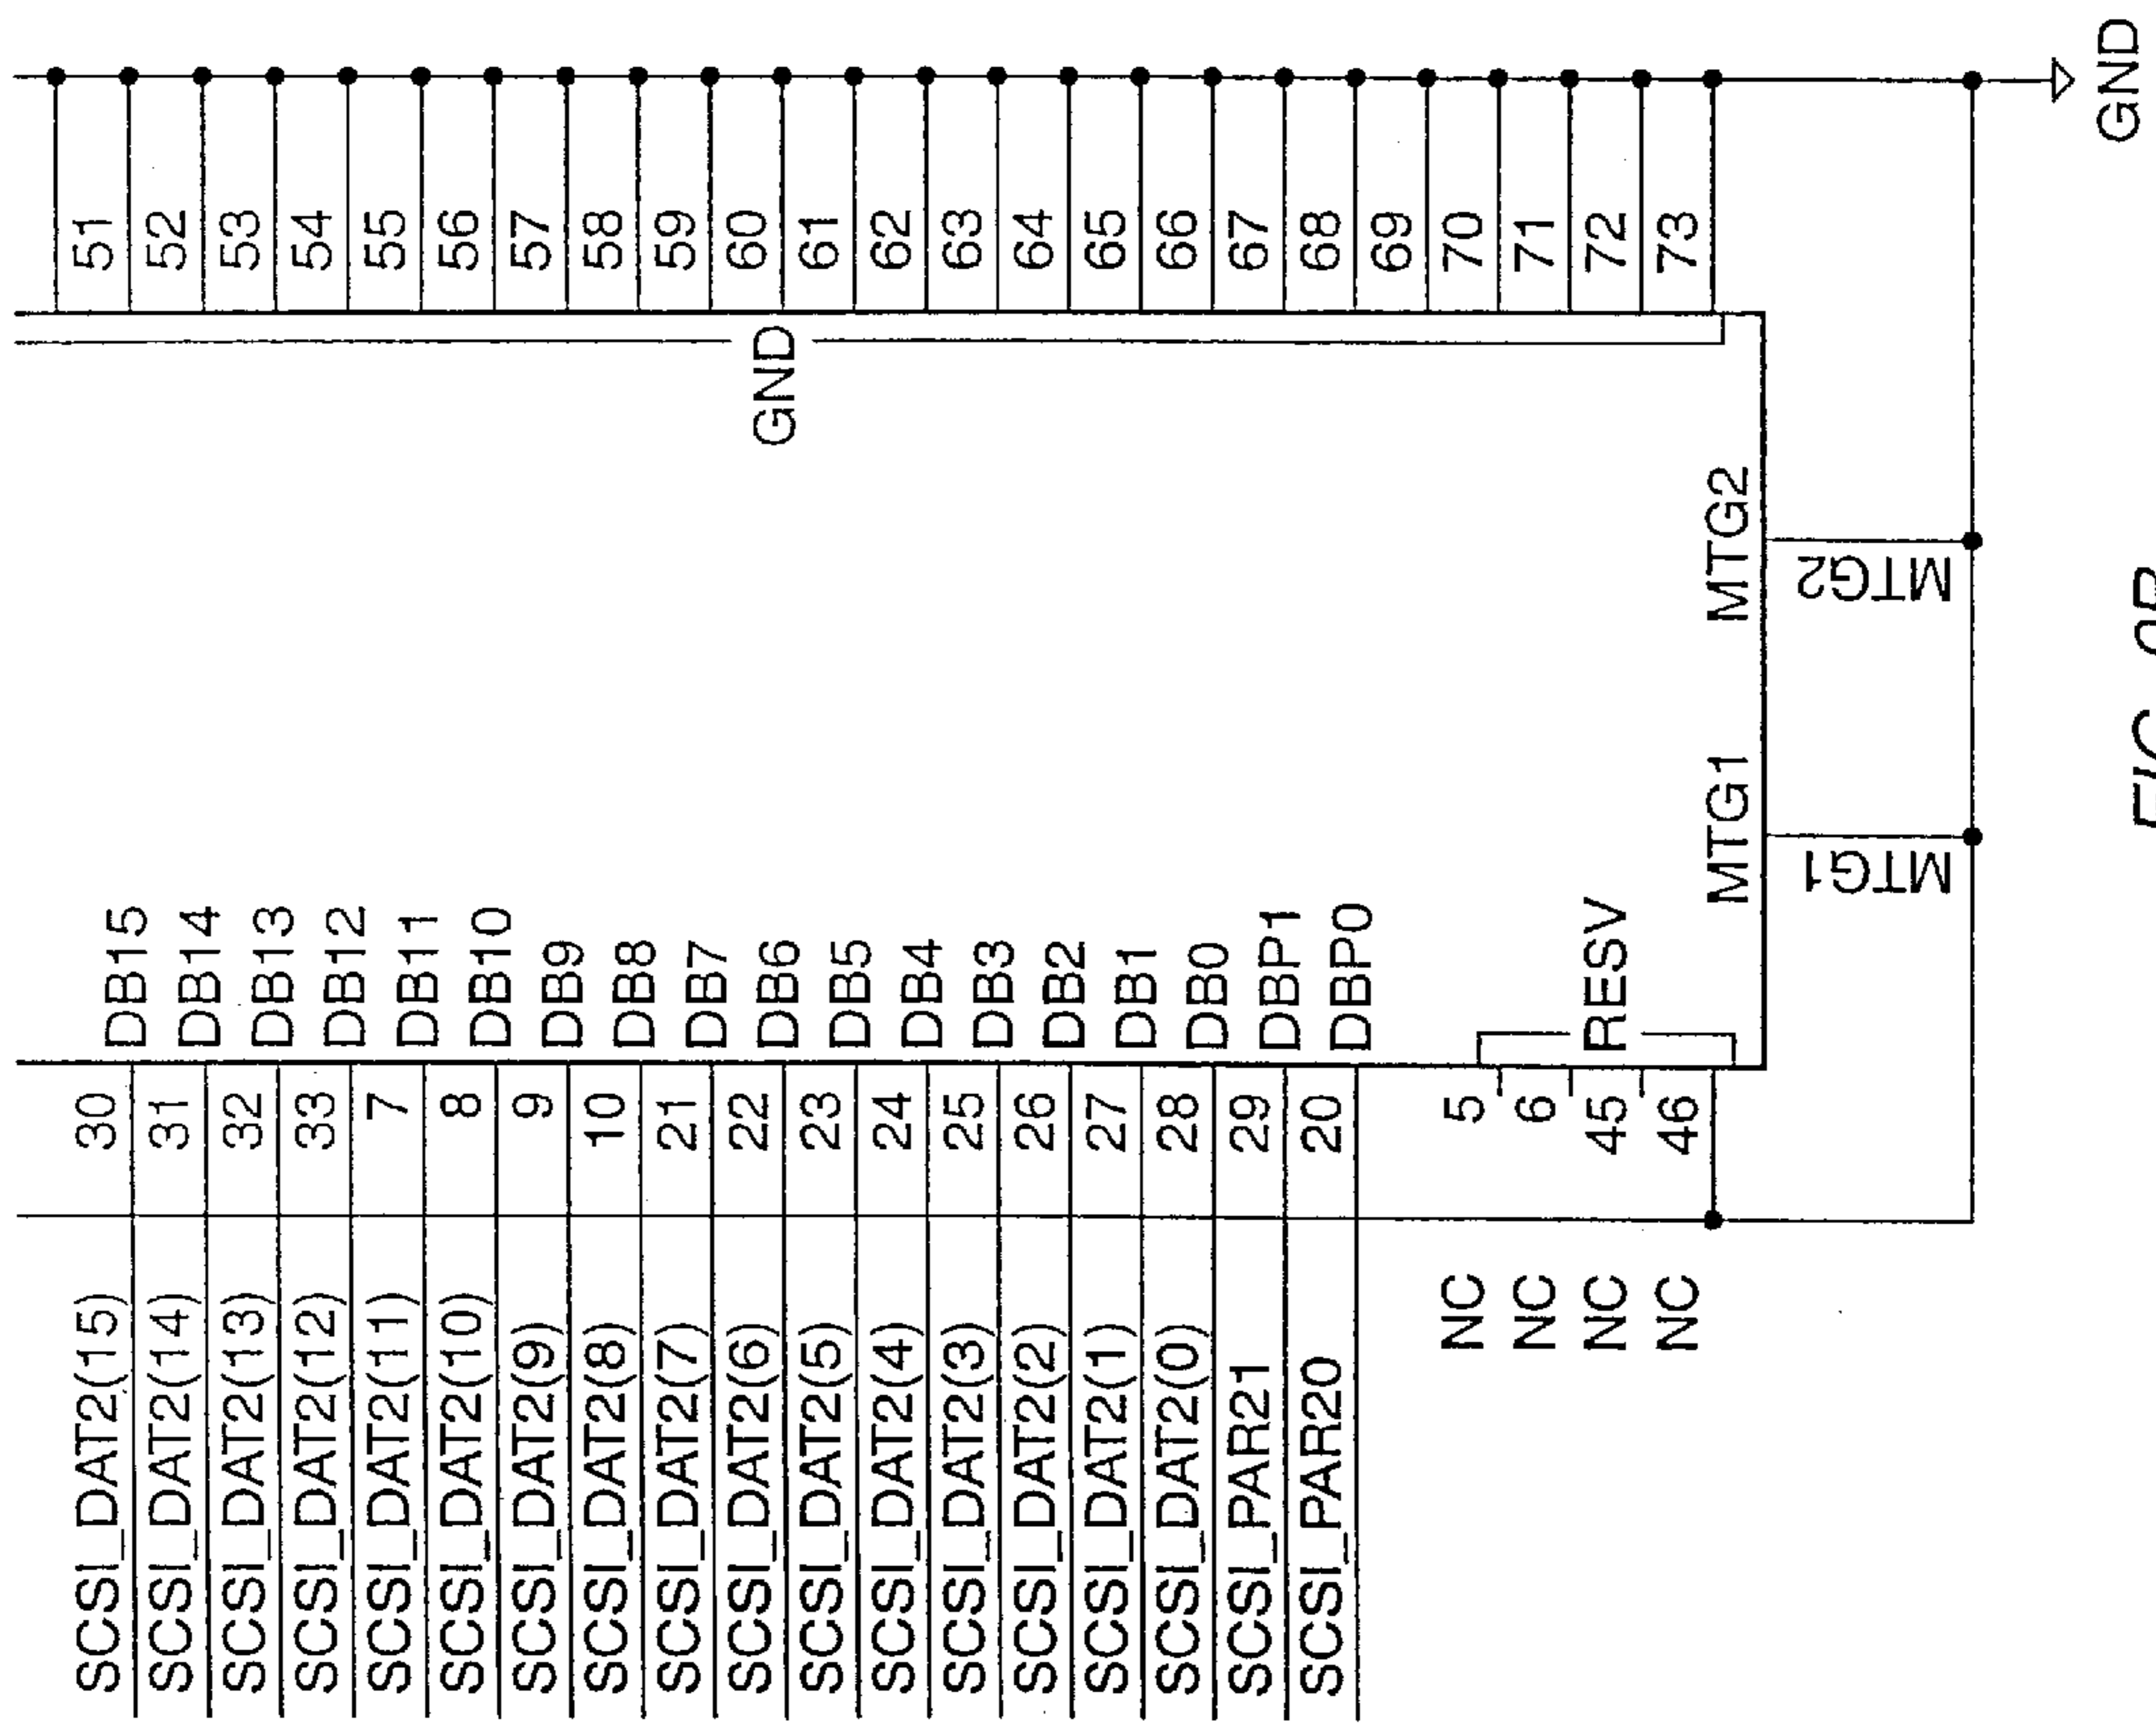 SCSI_DAT2(15) 30 DB15
SCSI_DAT2(14) 31 DB14
SCSI_DAT2(13) 32 DB13
SCSI_DAT2(12) 33 DB12
SCSI_DAT2(11) 7 DB11
SCSI_DAT2(10) 8 DB10
SCSI_DAT2(9) 9 DB9
SCSI_DAT2(8) 10 DB8
SCSI_DAT2(7) 21 DB7
SCSI_DAT2(6) 22 DB6
SCSI_DAT2(5) 23 DB5
SCSI_DAT2(4) 24 DB4
SCSI_DAT2(3) 25 DB3
SCSI_DAT2(2) 26 DB2
SCSI_DAT2(1) 27 DB1
SCSI_DAT2(0) 28 DB0
SCSI_PAR21 29 DBP1
SCSI_PAR20 20 DBP0
NC 5
NC 6
NC 45
NC 46
RESV
MTG1
MTG2
MTG1
MTG2
GND
51
52
53
54
55
56
57
58
59
60
61
62
63
64
65
66
67
68
69
70
71
72
73
GND